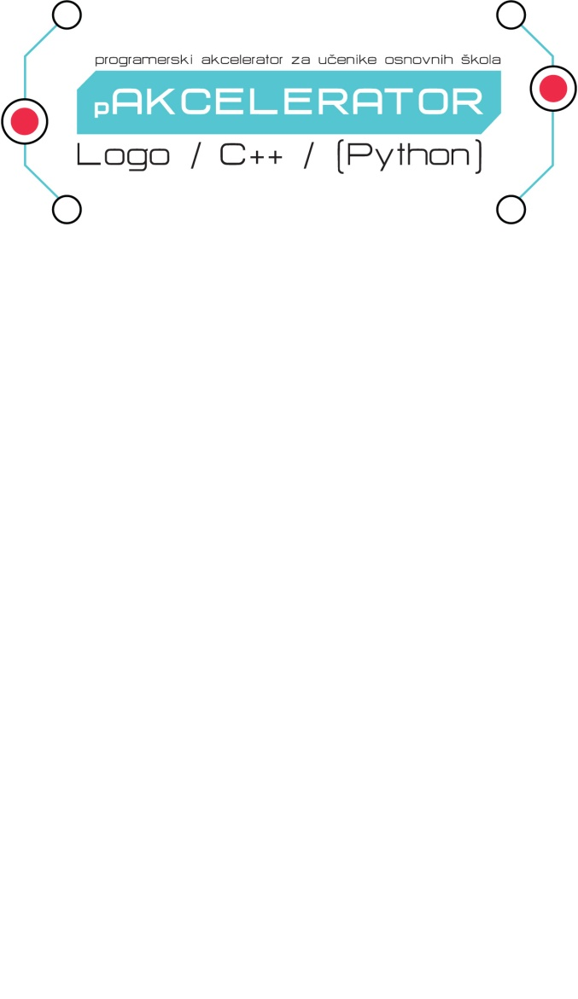 programerski akcelerator za učenike osnovnih škola
pAKCELERATOR
Logo / C++ / (Python)